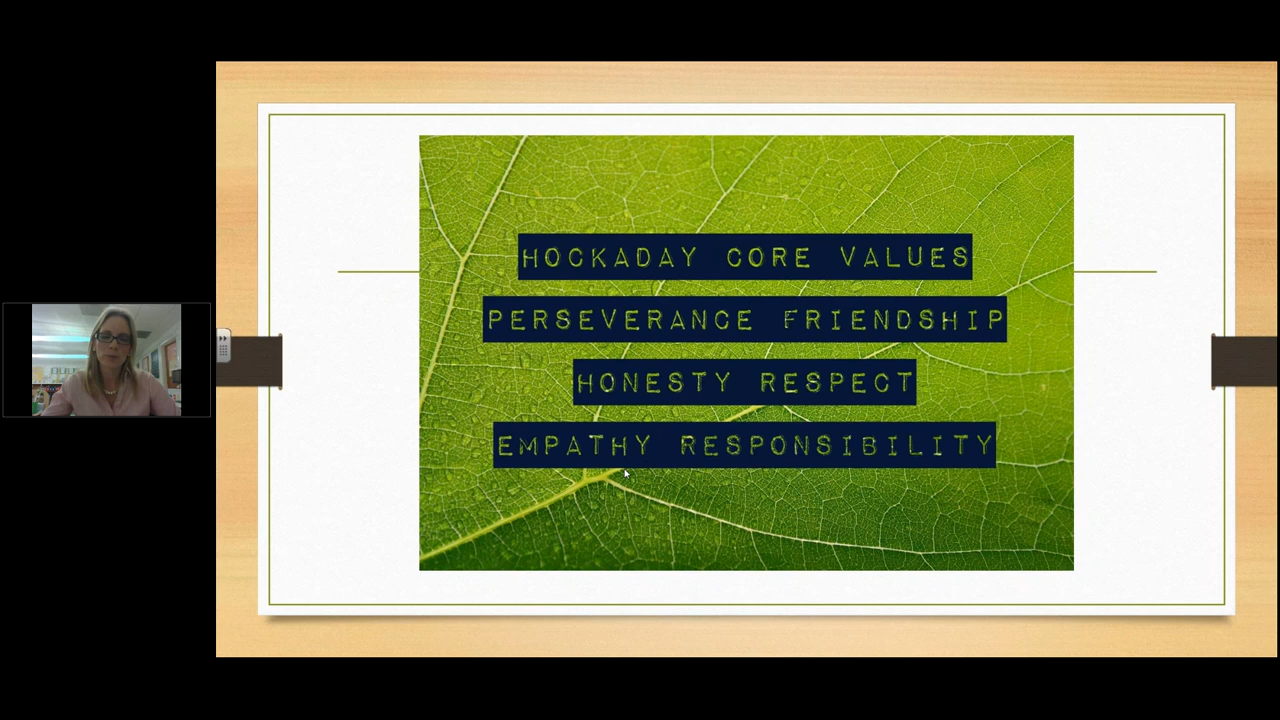 HOCKADAY CORE VALUES
PERSEVERANCE FRIENDSHIP
HONESTY RESPECT
EMPATHY RESPONSIBILITY